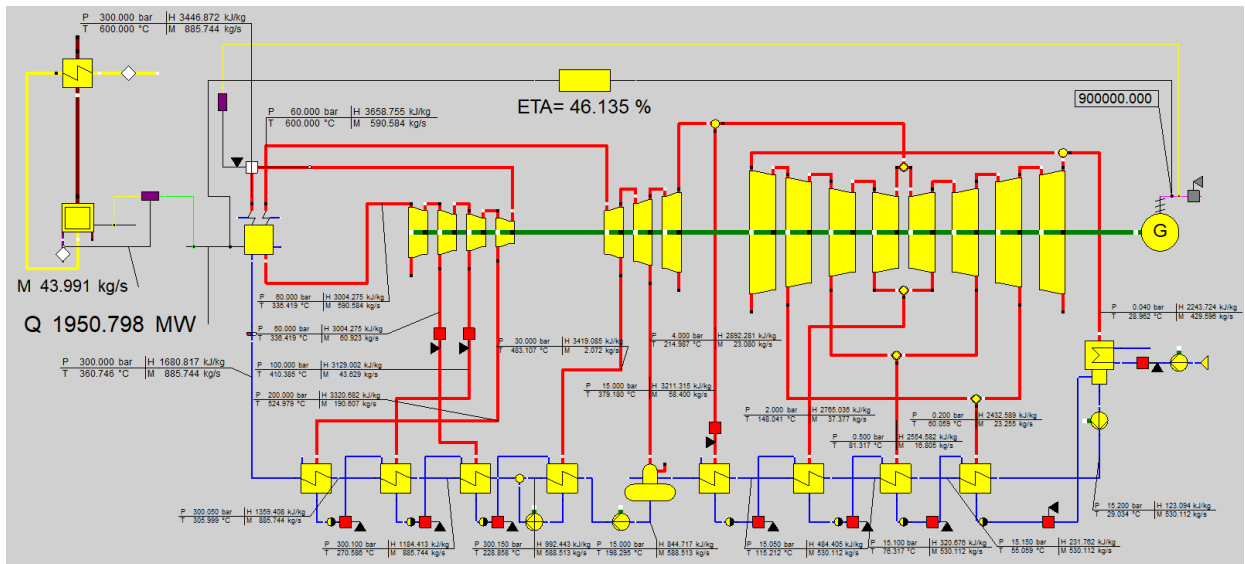 P 300.000 bar H 3446.872 kJ/kg
T 600.000 °C M 885.744 kg/s
ETA= 46.135 %
900000.000
P 60.000 bar H 3658.755 kJ/kg
T 600.000 °C M 590.584 kg/s
G
M 43.991 kg/s
Q 1950.798 MW
P 60.000 bar H 3004.275 kJ/kg
T 336.419 °C M 590.584 kg/s
P 0.040 bar H 2243.724 kJ/kg
T 28.962 °C M 429.596 kg/s
P 60.000 bar H 3004.275 kJ/kg
T 336.419 °C M 60.923 kg/s
P 4.000 bar H 2892.281 kJ/kg
T 214.987 °C M 23.080 kg/s
P 30.000 bar H 3419.085 kJ/kg
T 483.107 °C M 2.072 kg/s
P 300.000 bar H 1680.817 kJ/kg
T 360.746 °C M 885.744 kg/s
P 100.000 bar H 3129.002 kJ/kg
T 410.385 °C M 43.629 kg/s
P 15.000 bar H 3211.315 kJ/kg
T 379.180 °C M 58.400 kg/s
P 200.000 bar H 3320.682 kJ/kg
T 524.979 °C M 190.607 kg/s
P 2.000 bar H 2765.036 kJ/kg
T 148.041 °C M 37.377 kg/s
P 0.200 bar H 2432.589 kJ/kg
T 60.059 °C M 23.255 kg/s
P 0.500 bar H 2554.582 kJ/kg
T 81.317 °C M 16.805 kg/s
P 300.050 bar H 1359.408 kJ/kg
T 305.999 °C M 885.744 kg/s
P 15.200 bar H 123.094 kJ/kg
T 29.034 °C M 530.112 kg/s
P 300.100 bar H 1184.413 kJ/kg
T 270.586 °C M 885.744 kg/s
P 300.150 bar H 992.443 kJ/kg
T 228.858 °C M 588.513 kg/s
P 15.000 bar H 844.717 kJ/kg
T 198.295 °C M 588.513 kg/s
P 15.050 bar H 484.405 kJ/kg
T 115.212 °C M 530.112 kg/s
P 15.100 bar H 320.676 kJ/kg
T 76.317 °C M 530.112 kg/s
P 15.150 bar H 231.762 kJ/kg
T 55.059 °C M 530.112 kg/s